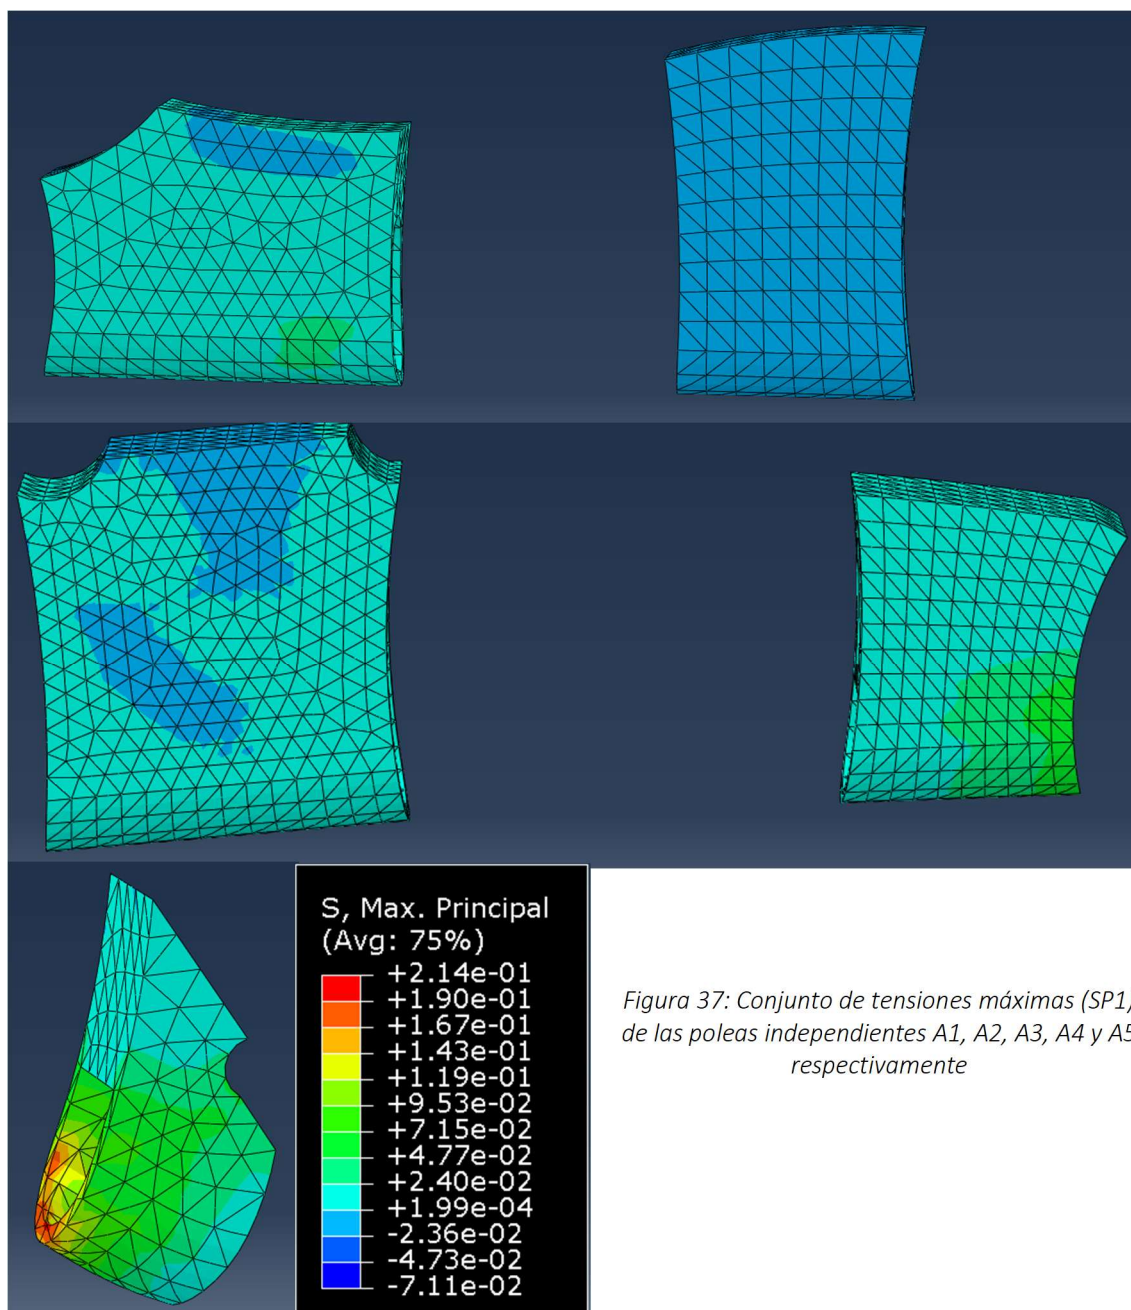 S, Max. Principal
(Avg: 75%)
+2.14e-01
+1.90e-01
+1.67e-01
+1.43e-01
+1.19e-01
+9.53e-02
+7.15e-02
+4.77e-02
+2.40e-02
+1.99e-04
-2.36e-02
-4.73e-02
-7.11e-02
Figura 37: Conjunto de tensiones máximas (SP1)
de las poleas independientes A1, A2, A3, A4 y A5
respectivamente